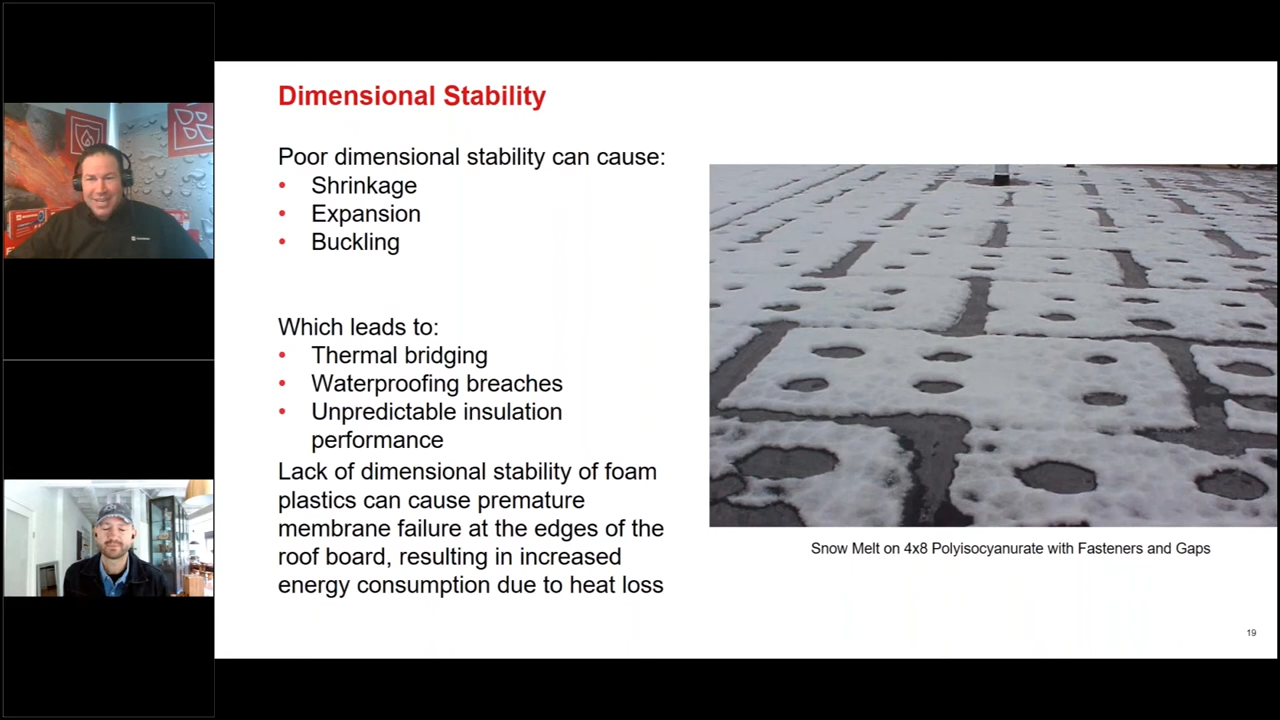 Dimensional Stability
Poor dimensional stability can cause:
• Shrinkage
• Expansion
• Buckling
Which leads to:
• Thermal bridging
• Waterproofing breaches
• Unpredictable insulation
performance
Lack of dimensional stability of foam
plastics can cause premature
membrane failure at the edges of the
roof board, resulting in increased
energy consumption due to heat loss
Snow Melt on 4x8 Polyisocyanurate with Fasteners and Gaps
19